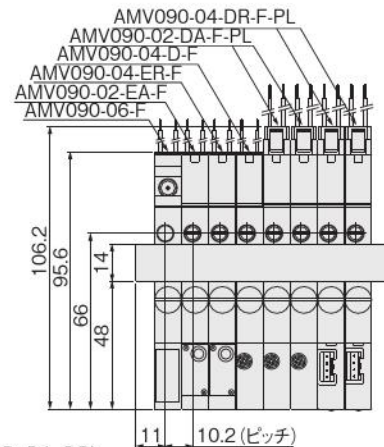 AMV090-04-DR-F-PL
AMV090-02-DA-F-PL
AMV090-04-D-F
AMV090-04-ER-F
AMV090-02-EA-F
AMV090-06-F
106.2
95.6
66
14
48
11
10.2 (ピッチ)